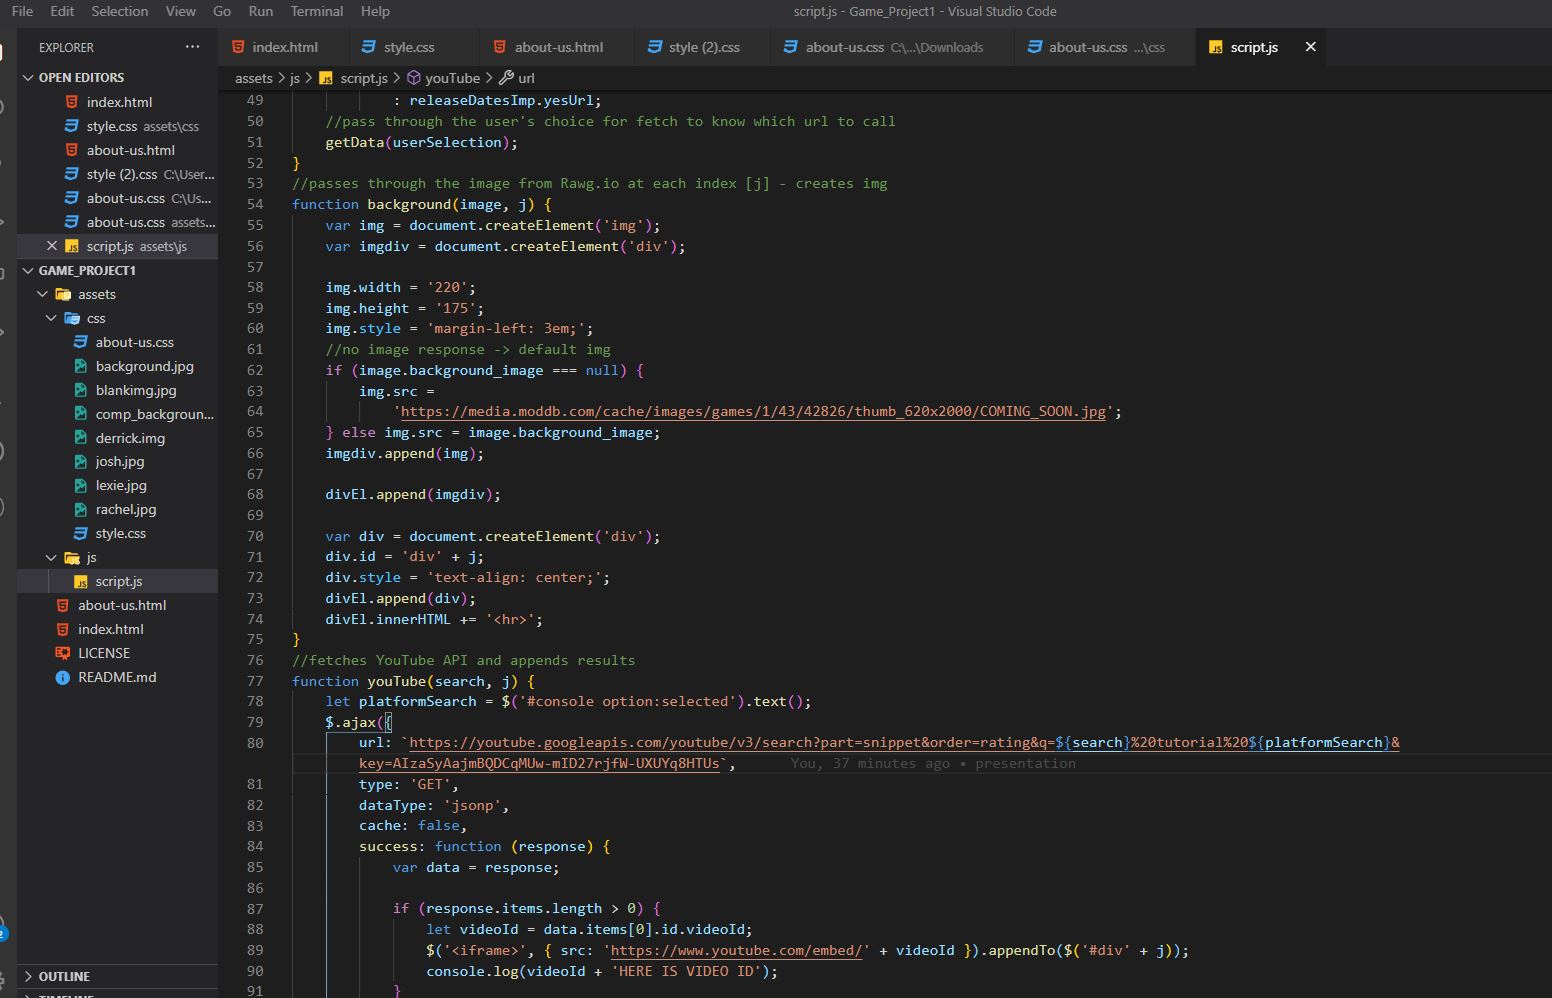 File Edit Selection View Go Run Terminal Help
script.js - Game_Project1 - Visual Studio Code
EXPLORER ···
OPEN EDITORS
index.html
style.css assets\css
about-us.html
style (2).css C:\User...
about-us.css C:\Us...
about-us.css assets...
script.js assets\js
GAME_PROJECT1
assets
css
about-us.css
background.jpg
blankimg.jpg
comp_backgroun...
derrick.img
josh.jpg
lexie.jpg
rachel.jpg
style.css
js
script.js
about-us.html
index.html
LICENSE
README.md
OUTLINE
TIMELINE
index.html style.css about-us.html style (2).css about-us.css C:\...\Downloads about-us.css ...\css script.js
assets > js > script.js > youTube > url
49 : releaseDatesImp.yesUrl;
50 //pass through the user's choice for fetch to know which url to call
51 getData(userSelection);
52 }
53 //passes through the image from Rawg.io at each index [j] - creates img
54 function background(image, j) {
55 var img = document.createElement('img');
56 var imgdiv = document.createElement('div');
57
58 img.width = '220';
59 img.height = '175';
60 img.style = 'margin-left: 3em;';
61 //no image response -> default img
62 if (image.background_image === null) {
63 img.src =
64 'https://media.moddb.com/cache/images/games/1/43/42826/thumb_620x2000/COMING_SOON.jpg';
65 } else img.src = image.background_image;
66 imgdiv.append(img);
67
68 divEl.append(imgdiv);
69
70 var div = document.createElement('div');
71 div.id = 'div' + j;
72 div.style = 'text-align: center;';
73 divEl.append(div);
74 divEl.innerHTML += '<hr>';
75 }
76 //fetches YouTube API and appends results
77 function youTube(search, j) {
78 let platformSearch = $('#console option:selected').text();
79 $.ajax({
80 url: `https://youtube.googleapis.com/youtube/v3/search?part=snippet&order=rating&q=${search}%20tutorial%20${platformSearch}&
key=AIzaSyAajmBQDCqMUw-mID27rjfW-UXUYq8HTUs`, You, 37 minutes ago • presentation
81 type: 'GET',
82 dataType: 'jsonp',
83 cache: false,
84 success: function (response) {
85 var data = response;
86
87 if (response.items.length > 0) {
88 let videoId = data.items[0].id.videoId;
89 $('<iframe>', { src: 'https://www.youtube.com/embed/' + videoId }).appendTo($('#div' + j));
90 console.log(videoId + 'HERE IS VIDEO ID');
91 }